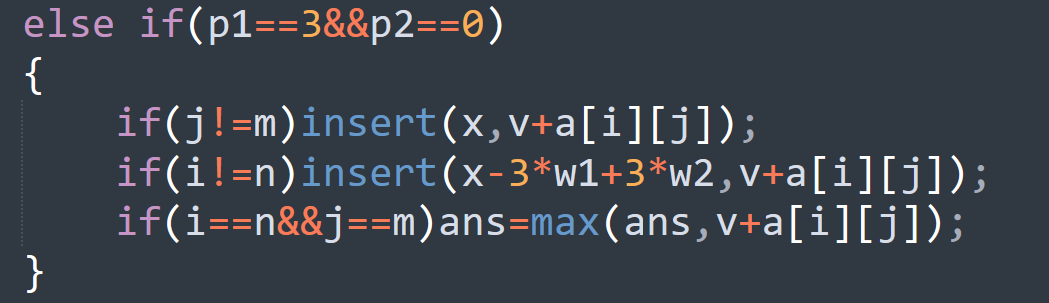 else if(p1==3&&p2==0)
{
    if(j!=m)insert(x,v+a[i][j]);
    if(i!=n)insert(x-3*w1+3*w2,v+a[i][j]);
    if(i==n&&j==m)ans=max(ans,v+a[i][j]);
}